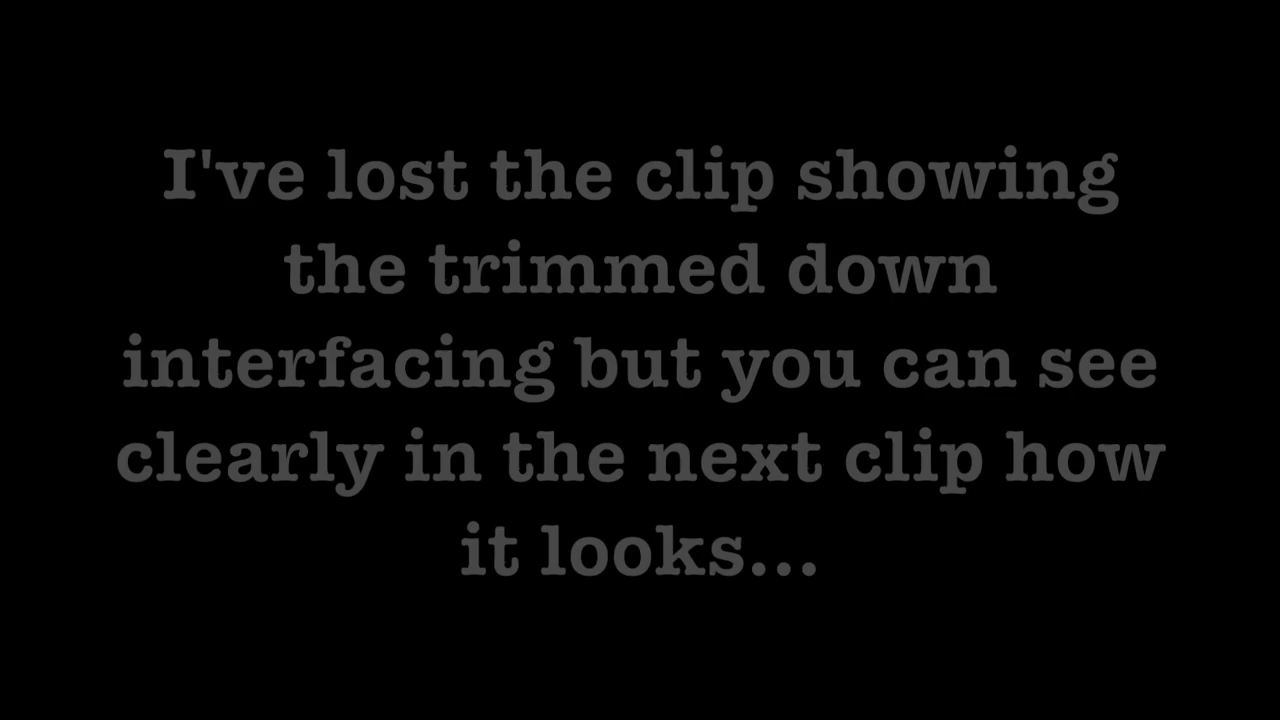 I've lost the clip showing
the trimmed down
interfacing but you can see
clearly in the next clip how
it looks...